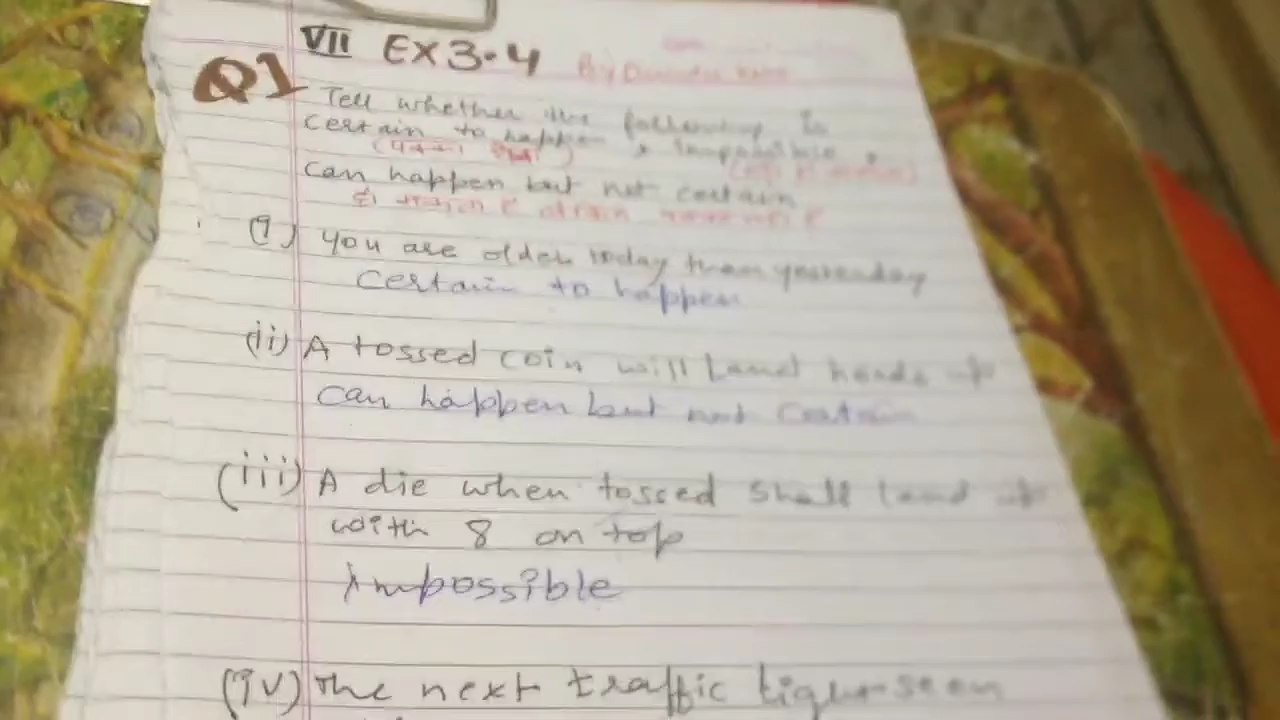 VII EX 3.4 By
Q1 Tell whether the following is
certain to happen, impossible,
can happen but not certain
(i) you are older today than yesterday
certain to happen
(ii) A tossed coin will land heads up
can happen but not certain
(iii) A die when tossed shall land up
with 8 on top
impossible
(iv) The next traffic light seen